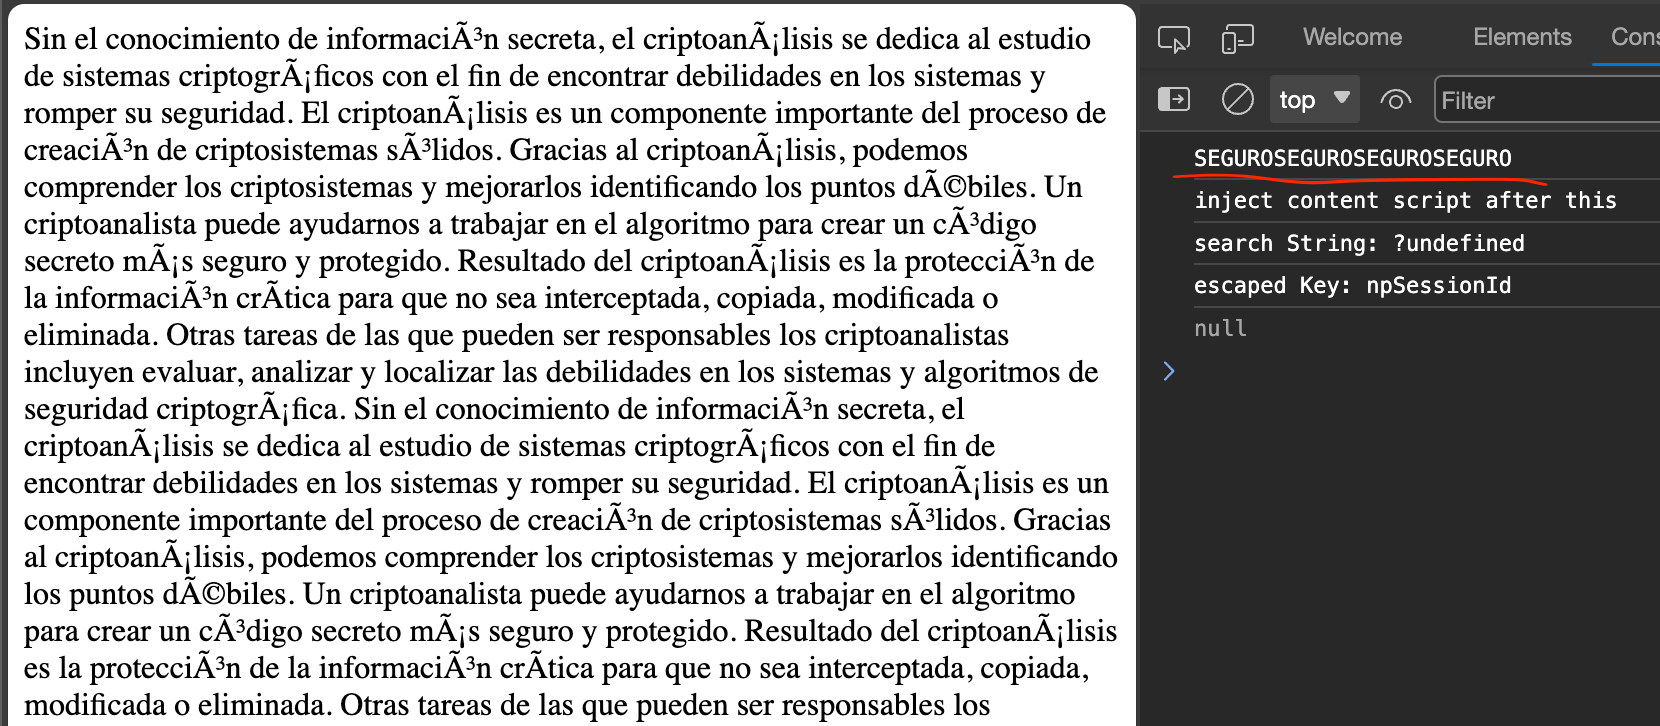 Sin el conocimiento de informaciÃ³n secreta, el criptoanÃ¡lisis se dedica al estudio
de sistemas criptogrÃ¡ficos con el fin de encontrar debilidades en los sistemas y
romper su seguridad. El criptoanÃ¡lisis es un componente importante del proceso de
creaciÃ³n de criptosistemas sÃ³lidos. Gracias al criptoanÃ¡lisis, podemos
comprender los criptosistemas y mejorarlos identificando los puntos dÃ©biles. Un
criptoanalista puede ayudarnos a trabajar en el algoritmo para crear un cÃ³digo
secreto mÃ¡s seguro y protegido. Resultado del criptoanÃ¡lisis es la protecciÃ³n de
la informaciÃ³n crÃtica para que no sea interceptada, copiada, modificada o
eliminada. Otras tareas de las que pueden ser responsables los criptoanalistas
incluyen evaluar, analizar y localizar las debilidades en los sistemas y algoritmos de
seguridad criptogrÃ¡fica. Sin el conocimiento de informaciÃ³n secreta, el
criptoanÃ¡lisis se dedica al estudio de sistemas criptogrÃ¡ficos con el fin de
encontrar debilidades en los sistemas y romper su seguridad. El criptoanÃ¡lisis es un
componente importante del proceso de creaciÃ³n de criptosistemas sÃ³lidos. Gracias
al criptoanÃ¡lisis, podemos comprender los criptosistemas y mejorarlos identificando
los puntos dÃ©biles. Un criptoanalista puede ayudarnos a trabajar en el algoritmo
para crear un cÃ³digo secreto mÃ¡s seguro y protegido. Resultado del criptoanÃ¡lisis
es la protecciÃ³n de la informaciÃ³n crÃtica para que no sea interceptada, copiada,
modificada o eliminada. Otras tareas de las que pueden ser responsables los
Welcome Elements Cons
top Filter
SEGUROSEGUROSEGUROSEGURO
inject content script after this
search String: ?undefined
escaped Key: npSessionId
null